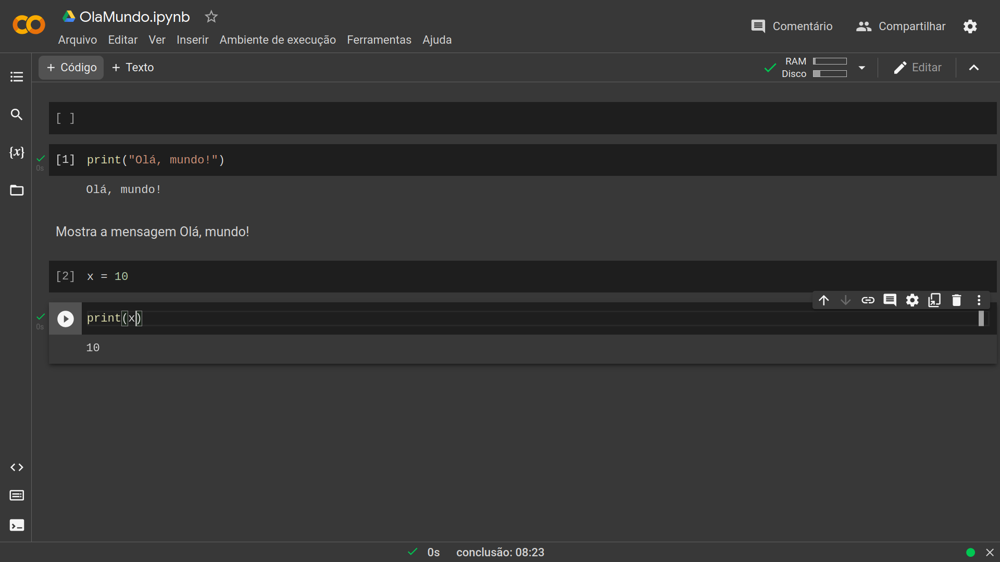 OlaMundo.ipynb
Arquivo Editar Ver Inserir Ambiente de execução Ferramentas Ajuda
Comentário
Compartilhar
+ Código
+ Texto
RAM
Disco
Editar
{x}
[ ]
0s
[1] print("Olá, mundo!")
Olá, mundo!
Mostra a mensagem Olá, mundo!
[2] x = 10
0s
print(x)
10
0s conclusão: 08:23